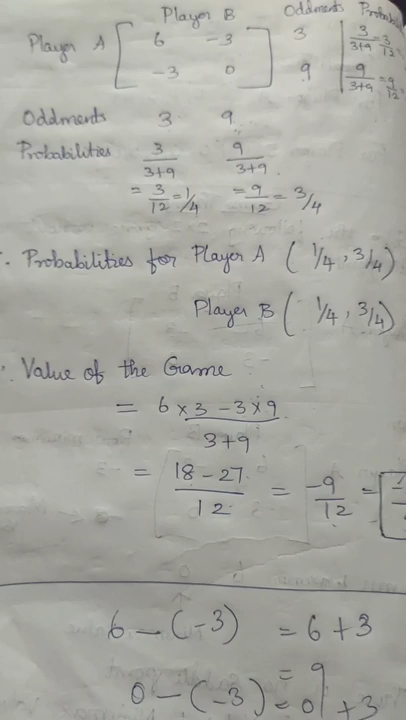 Player B Oddments Probabili
Player A [ 6 -3 ] 3 3/3+9 = 3/12
[ -3 0 ] 9 9/3+9 = 9/12
Oddments 3 9
Probabilities 3/3+9 9/3+9
= 3/12 = 1/4 = 9/12 = 3/4
∴ Probabilities for Player A ( 1/4 , 3/4 )
Player B ( 1/4 , 3/4 )
Value of the Game
= 6 × 3 - 3 × 9 / 3+9
= 18 - 27 / 12 = -9/12 =
6 - (-3) = 6 + 3
= 9
0 - (-3) = 0 + 3